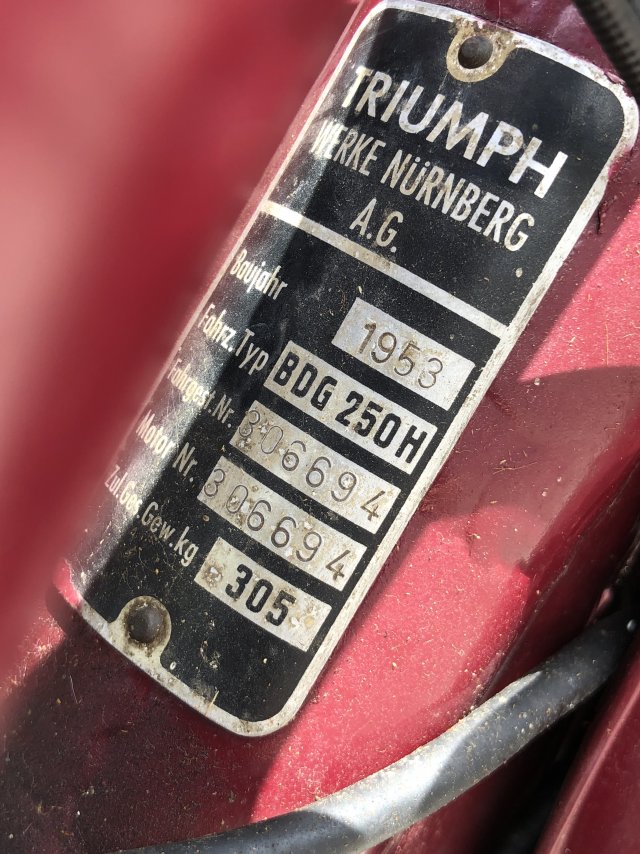 TRIUMPH
WERKE NÜRNBERG
A.G.
Baujahr 1953
Fahrz. Typ BDG 250 H
Fahrgest. Nr. 306694
Motor Nr. 306694
Zul. Ges. Gew. kg 305